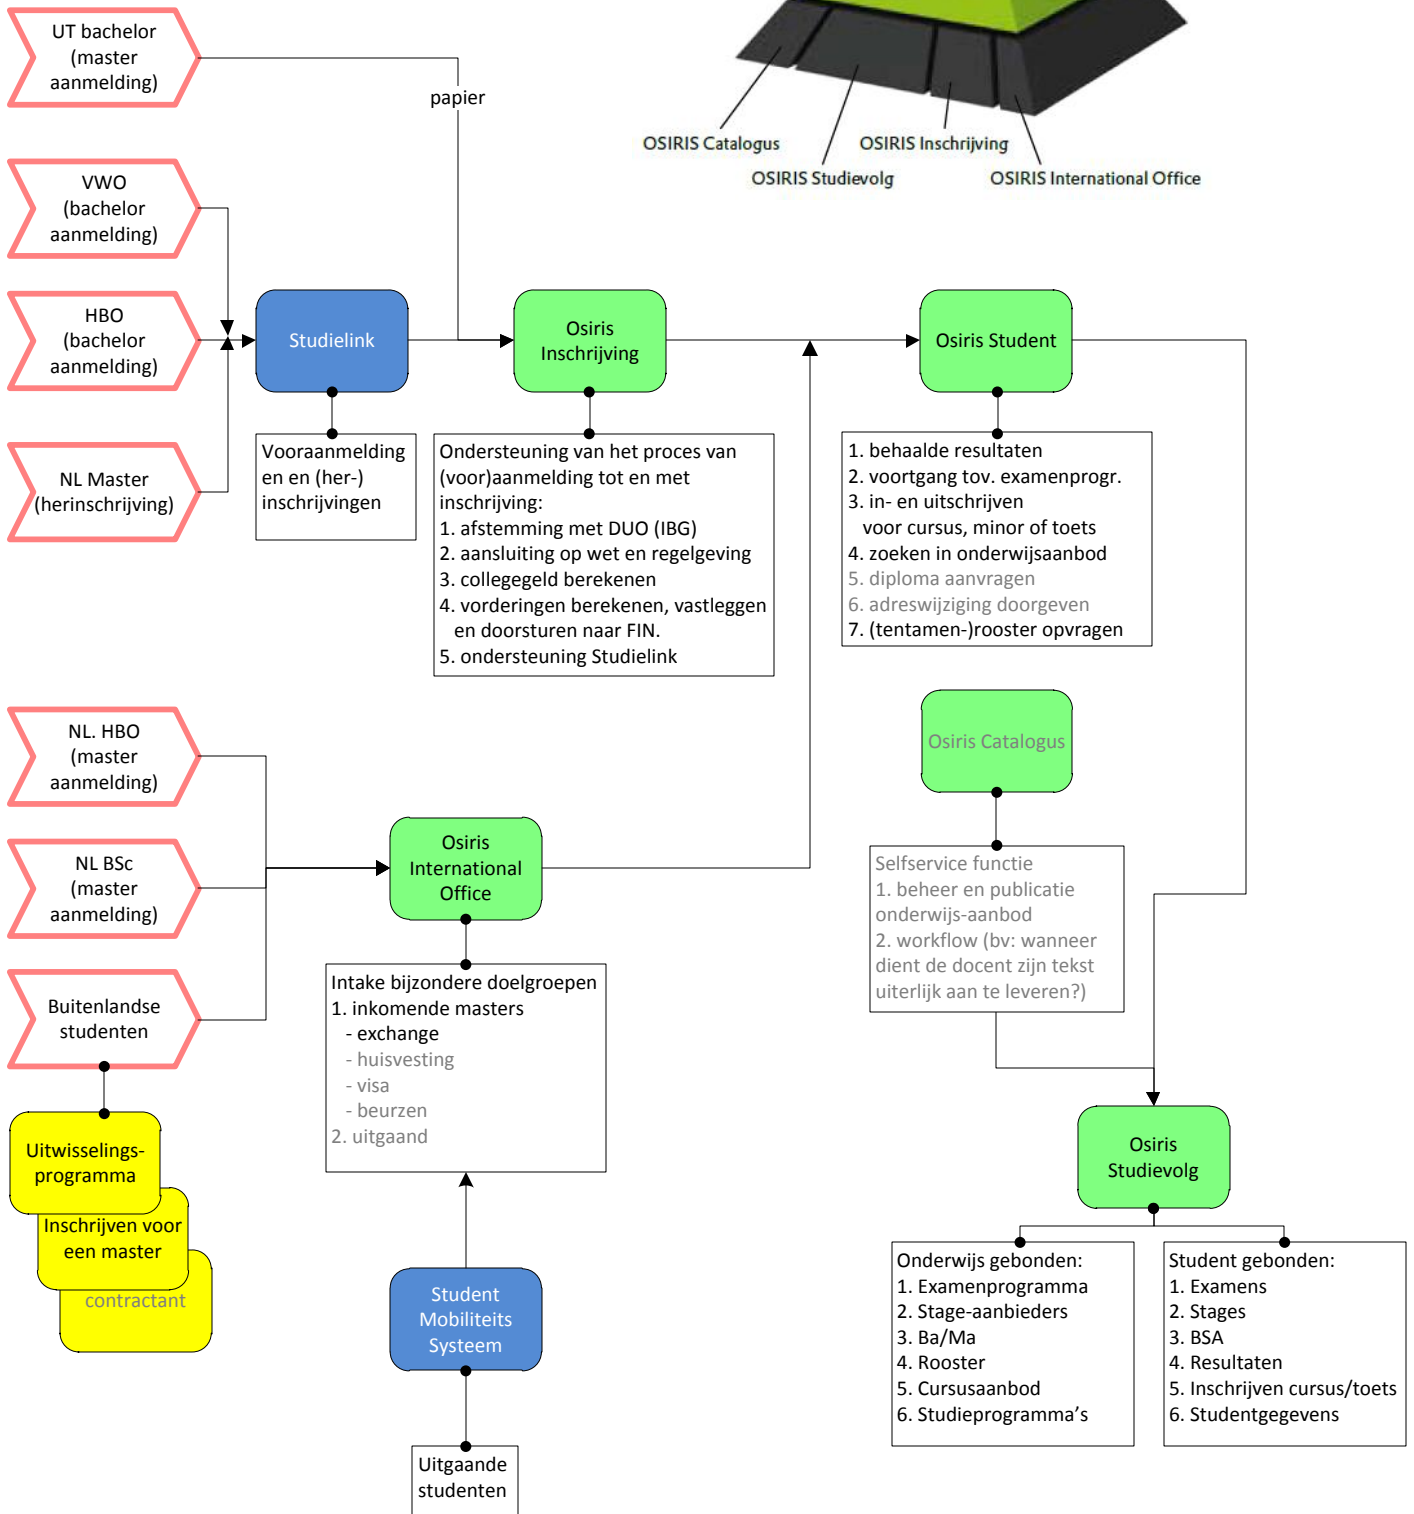 UT bachelor
(master
aanmelding)
papier
OSIRIS Catalogus
OSIRIS Inschrijving
OSIRIS Studievolg
OSIRIS International Office
VWO
(bachelor
aanmelding)
HBO
(bachelor
aanmelding)
NL Master
(herinschrijving)
Studielink
Osiris
Inschrijving
Osiris Student
Vooraanmelding
en en (her-)
inschrijvingen
Ondersteuning van het proces van
(voor)aanmelding tot en met
inschrijving:
1. afstemming met DUO (IBG)
2. aansluiting op wet en regelgeving
3. collegegeld berekenen
4. vorderingen berekenen, vastleggen
en doorsturen naar FIN.
5. ondersteuning Studielink
1. behaalde resultaten
2. voortgang tov. examenprogr.
3. in- en uitschrijven
voor cursus, minor of toets
4. zoeken in onderwijsaanbod
5. diploma aanvragen
6. adreswijziging doorgeven
7. (tentamen-)rooster opvragen
NL. HBO
(master
aanmelding)
NL BSc
(master
aanmelding)
Buitenlandse
studenten
Osiris
International
Office
Osiris Catalogus
Selfservice functie
1. beheer en publicatie
onderwijs-aanbod
2. workflow (bv: wanneer
dient de docent zijn tekst
uiterlijk aan te leveren?)
Intake bijzondere doelgroepen
1. inkomende masters
- exchange
- huisvesting
- visa
- beurzen
2. uitgaand
Uitwisselings-
programma
Inschrijven voor
een master
contractant
Student
Mobiliteits
Systeem
Uitgaande
studenten
Osiris
Studievolg
Onderwijs gebonden:
1. Examenprogramma
2. Stage-aanbieders
3. Ba/Ma
4. Rooster
5. Cursusaanbod
6. Studieprogramma's
Student gebonden:
1. Examens
2. Stages
3. BSA
4. Resultaten
5. Inschrijven cursus/toets
6. Studentgegevens